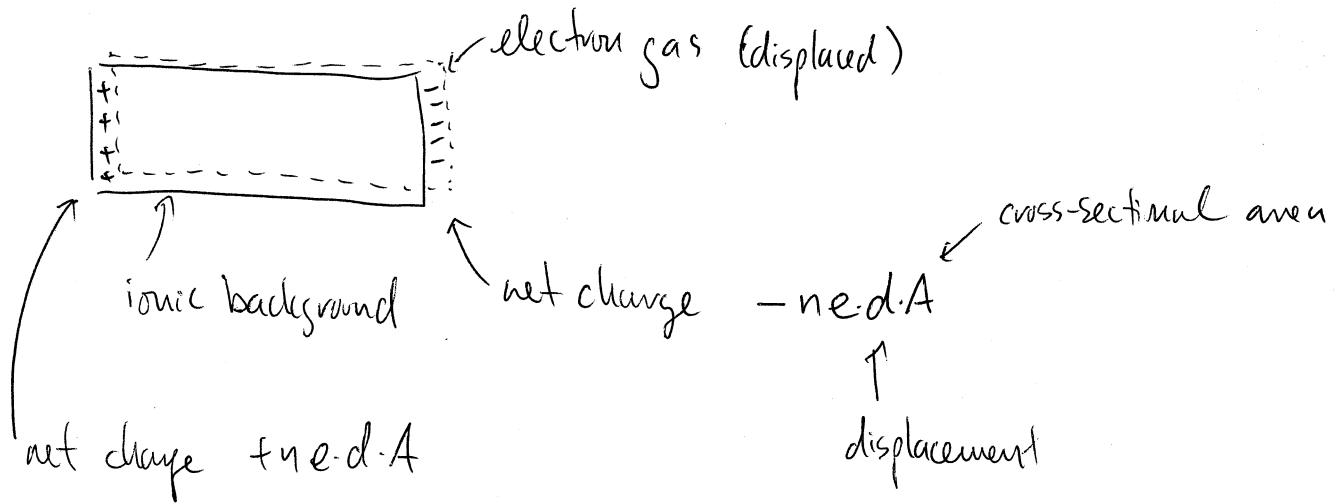 electron gas (displaced)
+ + + +
- - - - -
cross-sectional area
ionic background
net charge - ne·d·A
displacement
net charge +ne·d·A